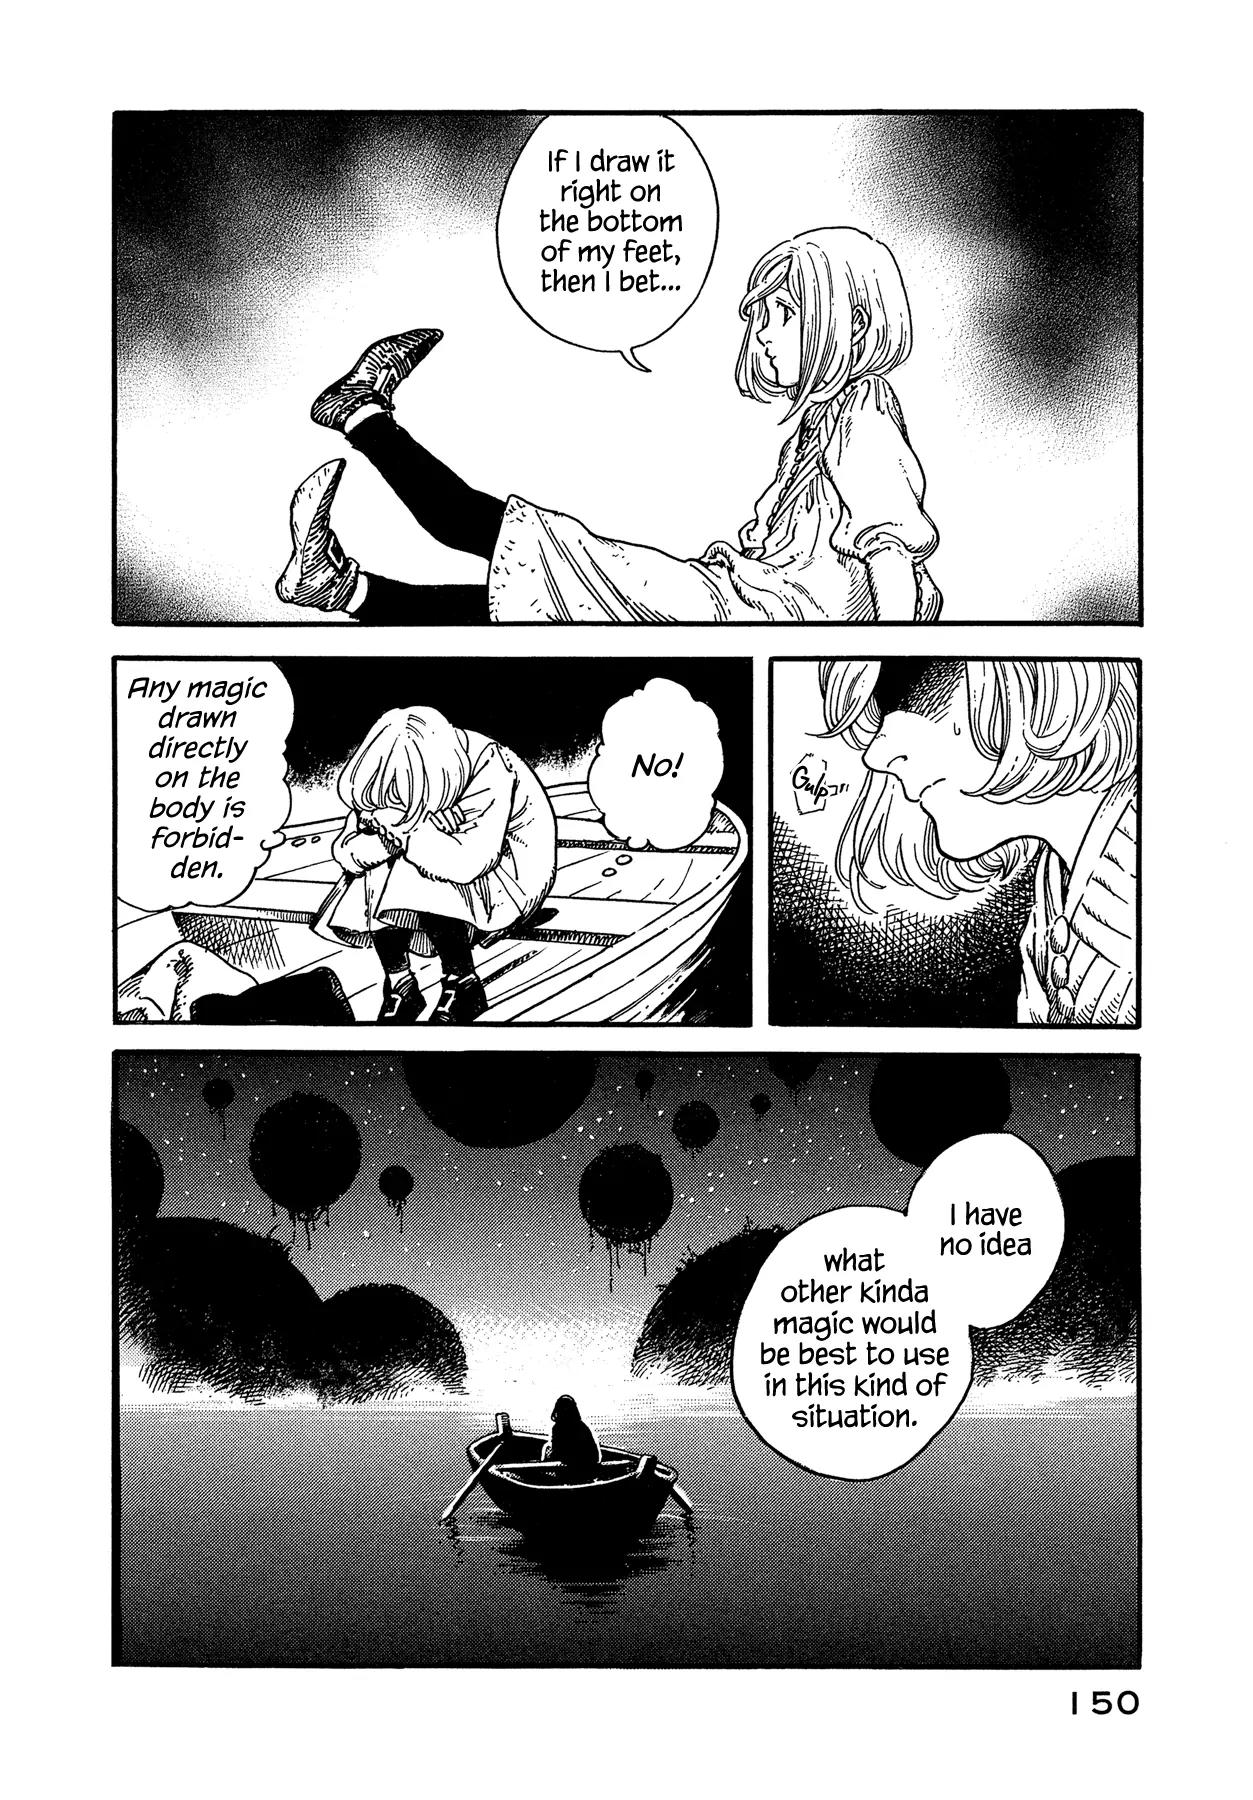 If I draw it
right on
the bottom
of my feet,
then I bet...
Gulp
No!
Any magic
drawn
directly
on the
body is
forbid-
den.
I have
no idea
what
other kinda
magic would
be best to use
in this kind of
situation.
150